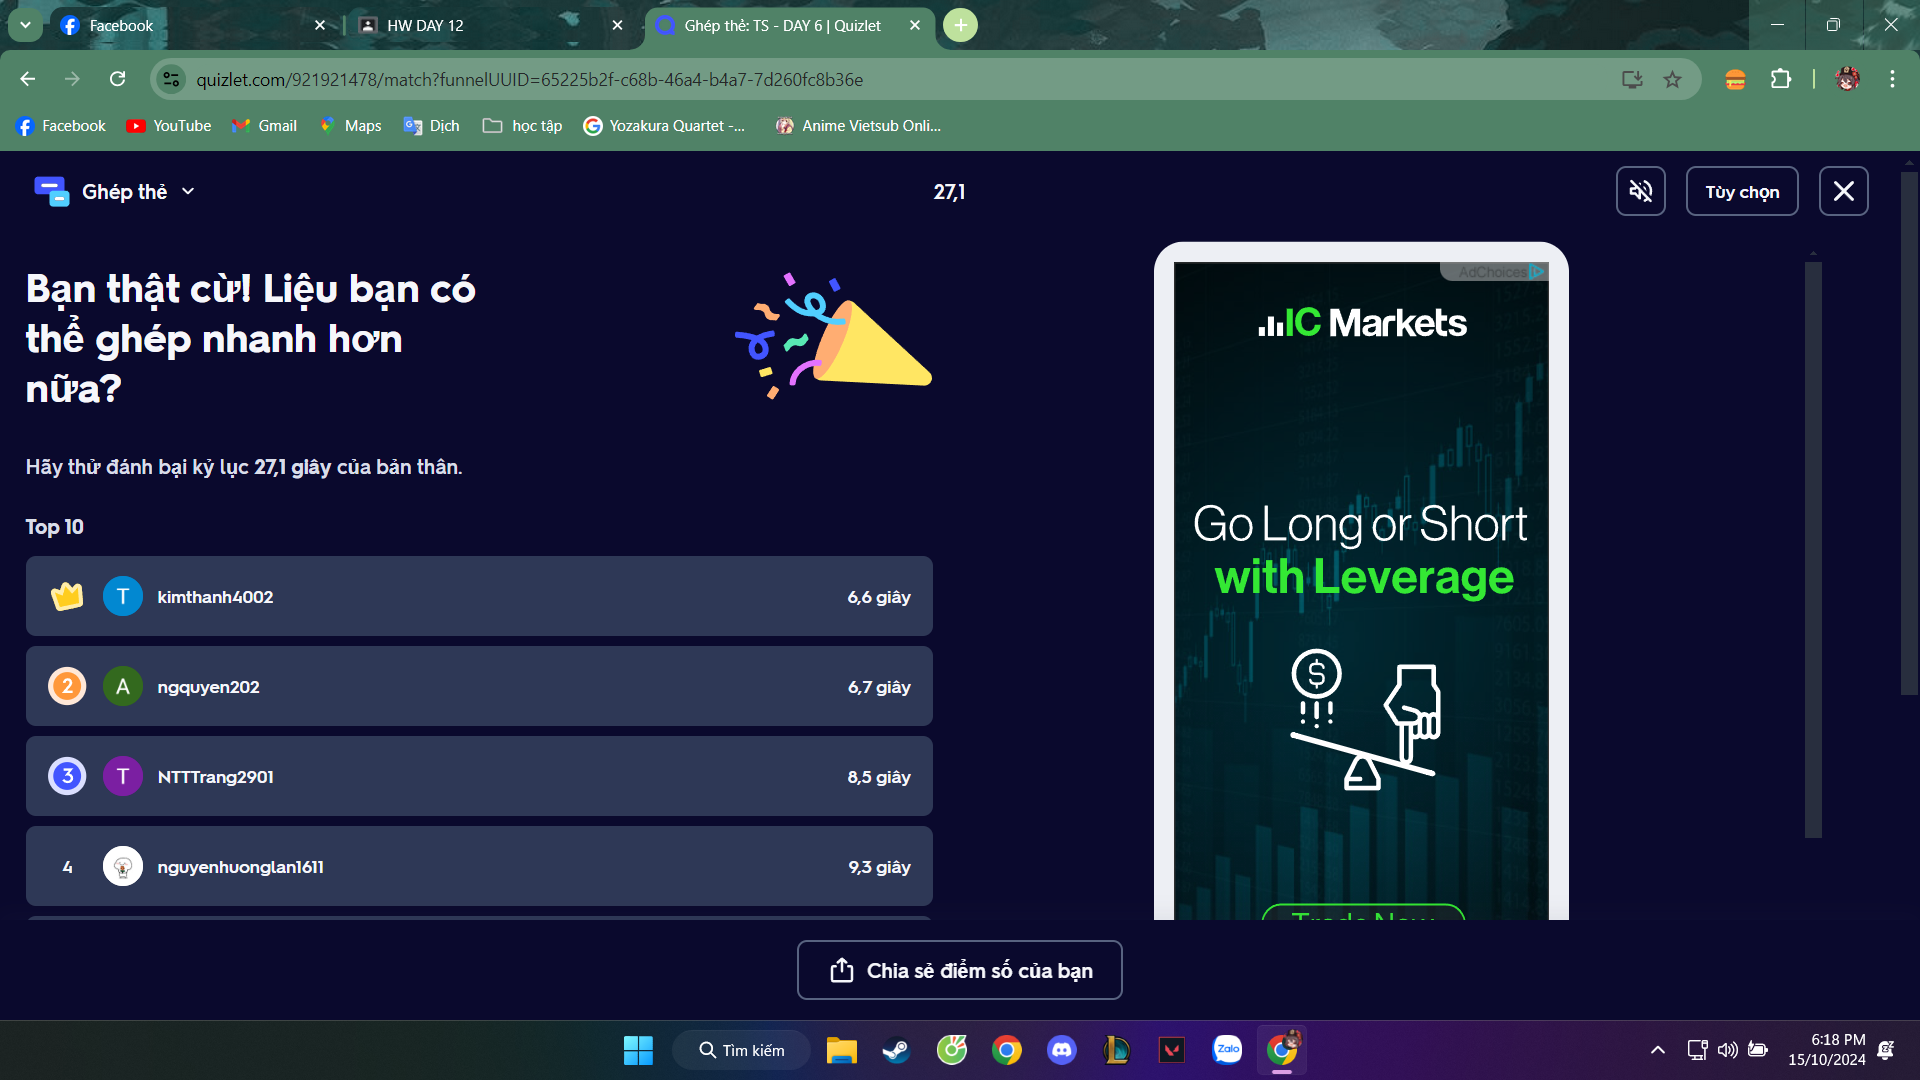 Facebook
HW DAY 12
Ghép thẻ: TS - DAY 6 | Quizlet
quizlet.com/921921478/match?funnelUUID=65225b2f-c68b-46a4-b4a7-7d260fc8b36e
Facebook YouTube Gmail Maps Dịch học tập Yozakura Quartet -... Anime Vietsub Onli...
Ghép thẻ
27,1
Tùy chọn
Bạn thật cừ! Liệu bạn có
thể ghép nhanh hơn
nữa?
Hãy thử đánh bại kỷ lục 27,1 giây của bản thân.
Top 10
T kimthanh4002 6,6 giây
2 A ngquyen202 6,7 giây
3 T NTTTrang2901 8,5 giây
4 nguyenhuonglan1611 9,3 giây
AdChoices
IC Markets
Go Long or Short
with Leverage
$
Trade Now
Chia sẻ điểm số của bạn
Tìm kiếm
Zalo
6:18 PM
15/10/2024